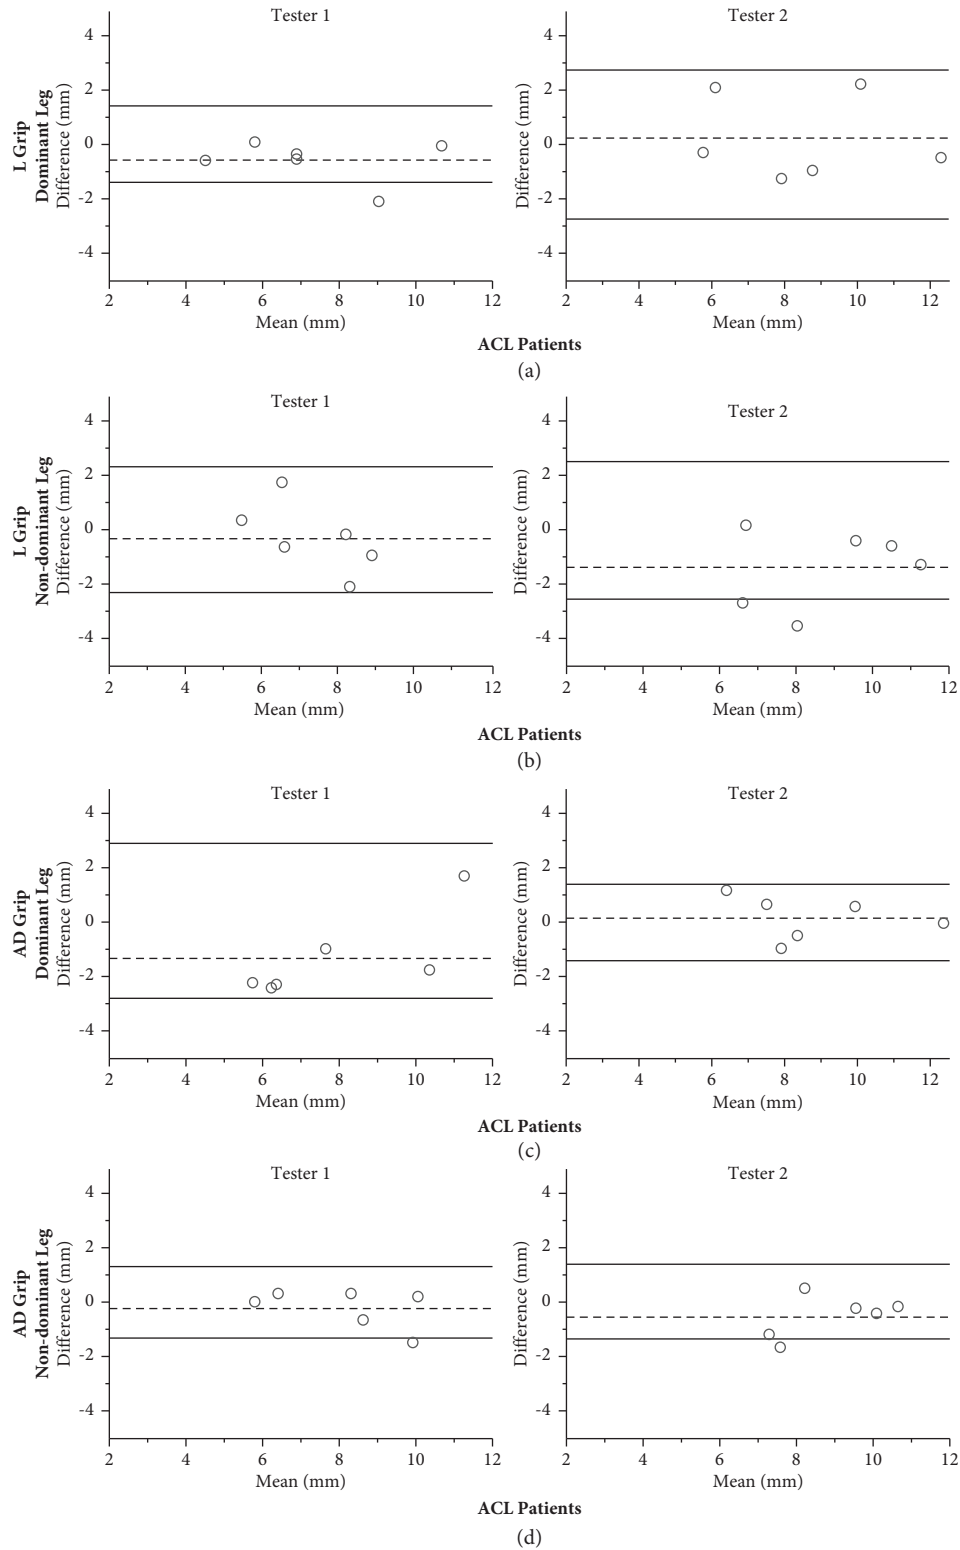 Tester 1
L Grip
Dominant Leg
Difference (mm)
4
2
0
-2
-4
2 4 6 8 10 12
Mean (mm)
Tester 2
Difference (mm)
4
2
0
-2
-4
2 4 6 8 10 12
Mean (mm)
ACL Patients
(a)
Tester 1
L Grip
Non-dominant Leg
Difference (mm)
4
2
0
-2
-4
2 4 6 8 10 12
Mean (mm)
Tester 2
Difference (mm)
4
2
0
-2
-4
2 4 6 8 10 12
Mean (mm)
ACL Patients
(b)
Tester 1
AD Grip
Dominant Leg
Difference (mm)
4
2
0
-2
-4
2 4 6 8 10 12
Mean (mm)
Tester 2
Difference (mm)
4
2
0
-2
-4
2 4 6 8 10 12
Mean (mm)
ACL Patients
(c)
Tester 1
AD Grip
Non-dominant Leg
Difference (mm)
4
2
0
-2
-4
2 4 6 8 10 12
Mean (mm)
Tester 2
Difference (mm)
4
2
0
-2
-4
2 4 6 8 10 12
Mean (mm)
ACL Patients
(d)